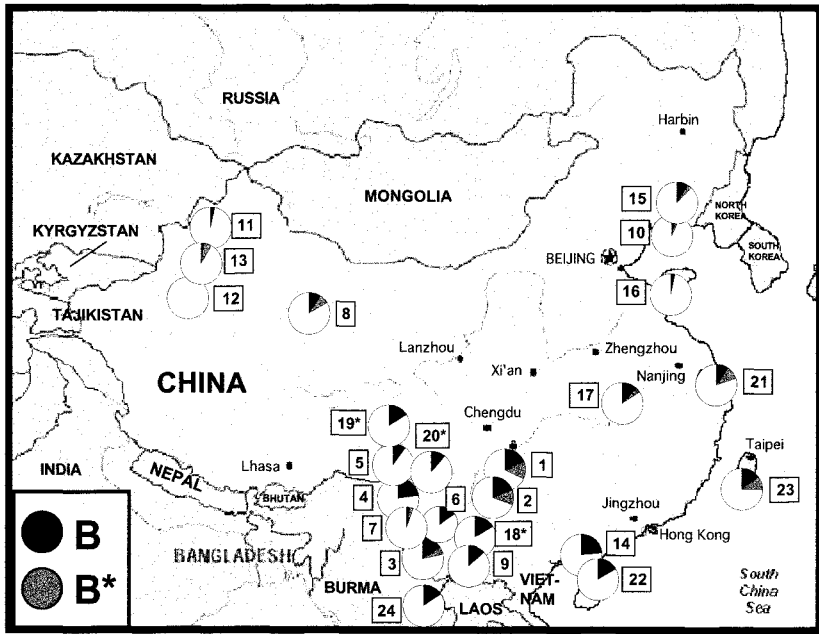 RUSSIA
Harbin
KAZAKHSTAN
MONGOLIA
15
NORTH
KOREA
11
KYRGYZSTAN
10
SOUTH
KOREA
BEIJING
13
12
16
TAJIKISTAN
8
Lanzhou
Zhengzhou
CHINA
Xi'an
Nanjing
21
17
19*
Chengdu
20*
Taipei
INDIA
NEPAL
Lhasa
5
1
BHUTAN
4
6
2
23
Jingzhou
B
7
18*
Hong Kong
BANGLADESH
14
3
9
VIET-
NAM
22
B*
BURMA
South
China
Sea
24
LAOS